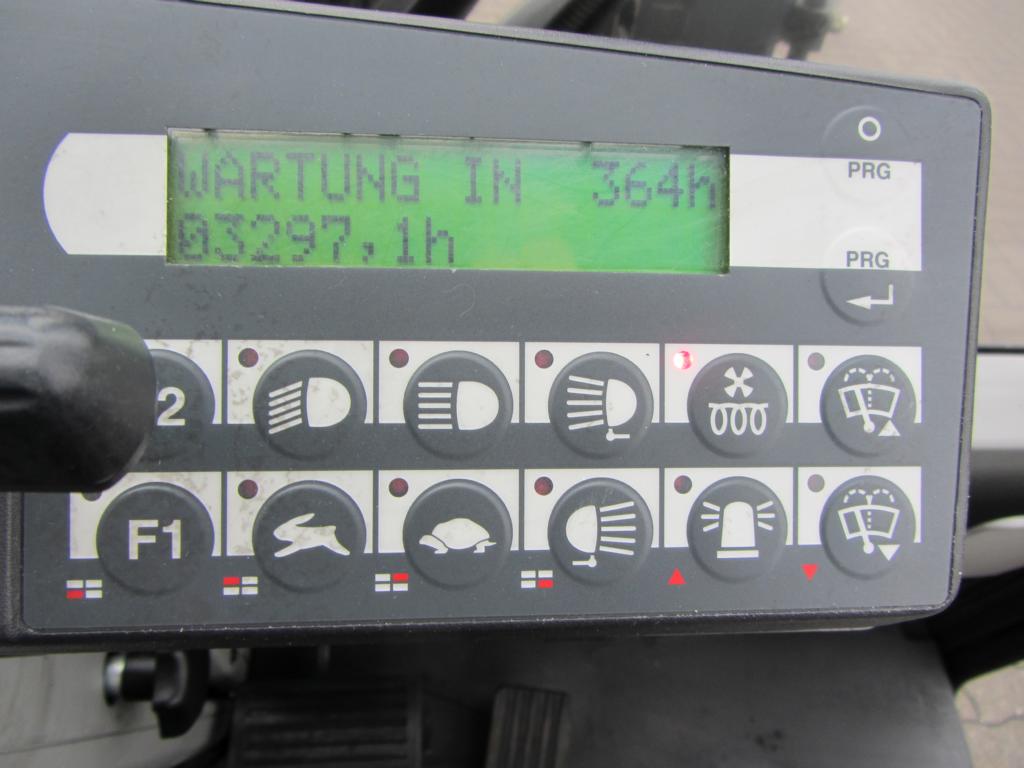 WARTUNG IN 364h
03297,1h
PRG
PRG
2
F1